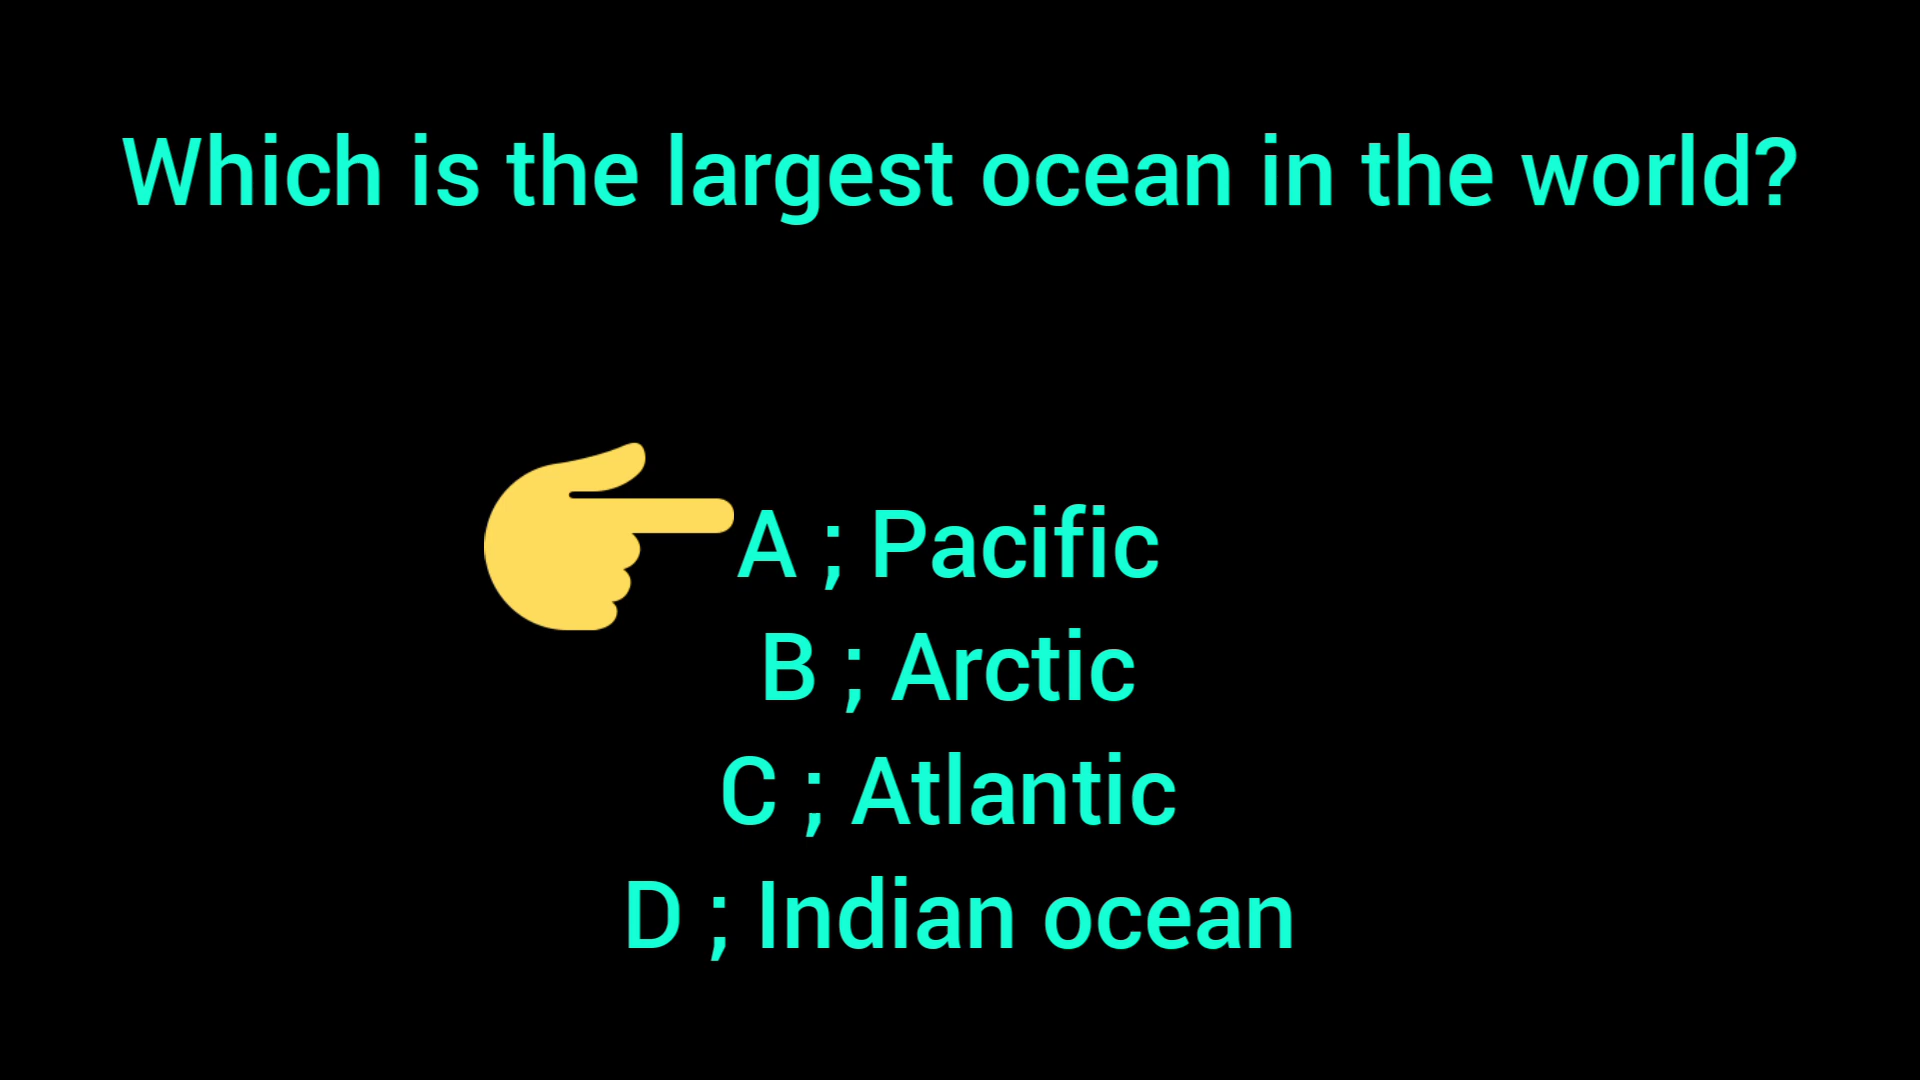 Which is the largest ocean in the world?
A ; Pacific
B ; Arctic
C ; Atlantic
D ; Indian ocean